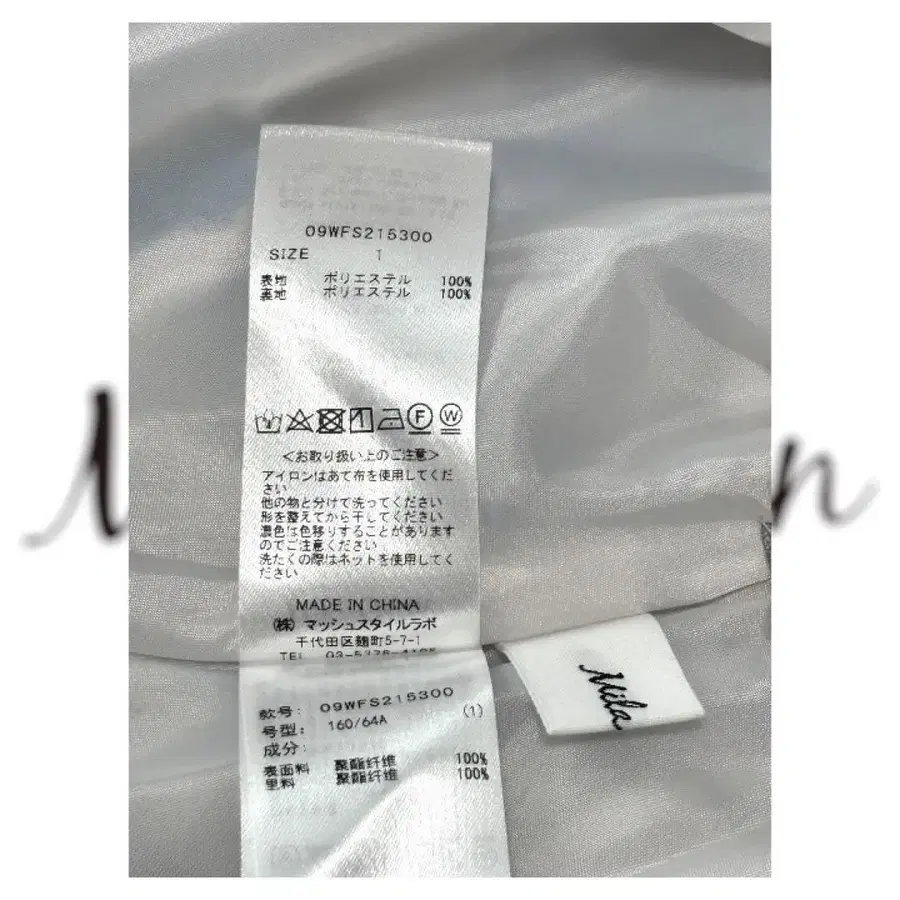 09WFS215300
SIZE 1
表地 ポリエステル 100%
裏地 ポリエステル 100%
F W
<お取り扱い上のご注意>
アイロンはあて布を使用してくだ
さい
他の物と分けて洗ってください
形を整えてから干してください
濃色は色移りすることがあります
のでご注意ください
洗たくの際はネットを使用してく
ださい
MADE IN CHINA
(株) マッシュスタイルラボ
千代田区麹町5-7-1
TEL
款号: 09WFS215300
号型: 160/64A (1)
成分:
表面料 聚酯纤维 100%
里料 聚酯纤维 100%
Mila